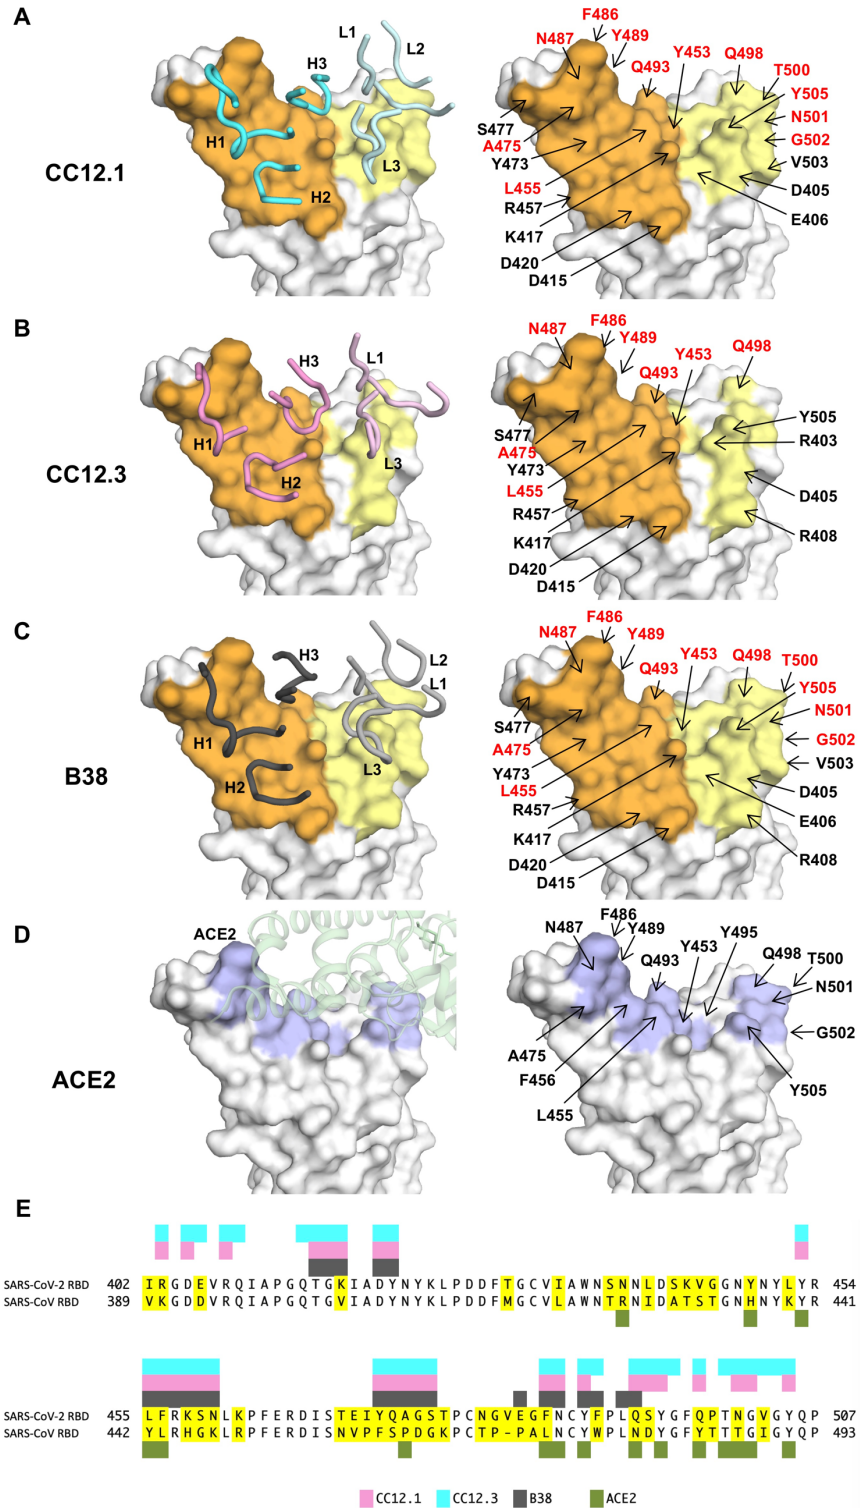 A
CC12.1
H1
H2
H3
L1
L2
L3
F486
N487
Y489
Q493
Y453
Q498
T500
Y505
N501
G502
V503
D405
E406
S477
A475
Y473
L455
R457
K417
D420
D415
B
CC12.3
H1
H2
H3
L1
L3
F486
N487
Y489
Q493
Y453
Q498
Y505
R403
D405
R408
S477
A475
Y473
L455
R457
K417
D420
D415
C
B38
H1
H2
H3
L2
L1
L3
F486
N487
Y489
Q493
Y453
Q498
T500
Y505
N501
G502
V503
D405
E406
R408
S477
A475
Y473
L455
R457
K417
D420
D415
D
ACE2
ACE2
F486
N487
Y489
Q493
Y453
Y495
Q498
T500
N501
G502
Y505
A475
F456
L455
E
SARS-CoV-2 RBD 402 IRGDEVRQIAPGQTGKIADYNYKLPDDFTGCVIAWNSNNLDSKVGGNYNYLYR 454
SARS-CoV RBD 389 VKGDDVRQIAPGQTGVIADYNYKLPDDFMGCVLAWNTRNIDATSTGNHNYKYR 441
SARS-CoV-2 RBD 455 LFRKSNLKPFERDISTEIYQAGSTPCNGVEGFNCYFPLQSYGFQPTNGVGYQP 507
SARS-CoV RBD 442 YLRHGKLRPFERDISNVPFSPDGKPCTP-PALNCYWPLNDYGFYTTTGIGYQP 493
CC12.1 CC12.3 B38 ACE2